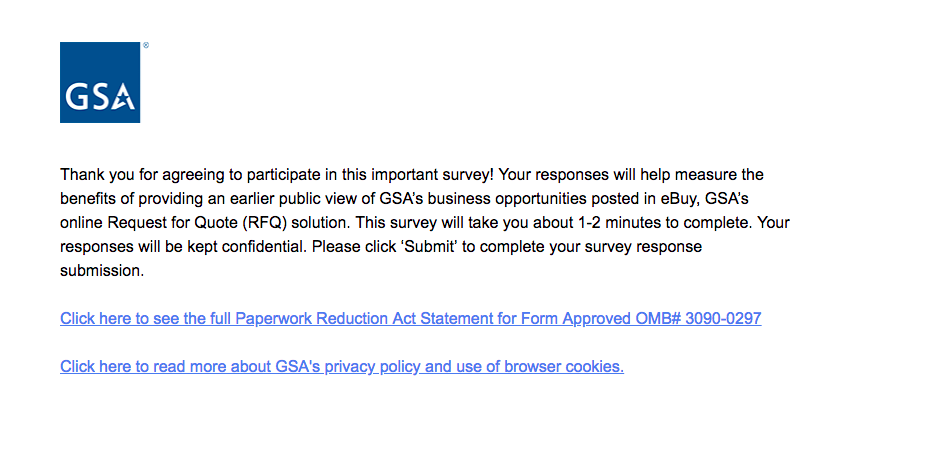 GSA®
Thank you for agreeing to participate in this important survey! Your responses will help measure the
benefits of providing an earlier public view of GSA’s business opportunities posted in eBuy, GSA’s
online Request for Quote (RFQ) solution. This survey will take you about 1-2 minutes to complete. Your
responses will be kept confidential. Please click ‘Submit’ to complete your survey response
submission.
Click here to see the full Paperwork Reduction Act Statement for Form Approved OMB# 3090-0297
Click here to read more about GSA's privacy policy and use of browser cookies.